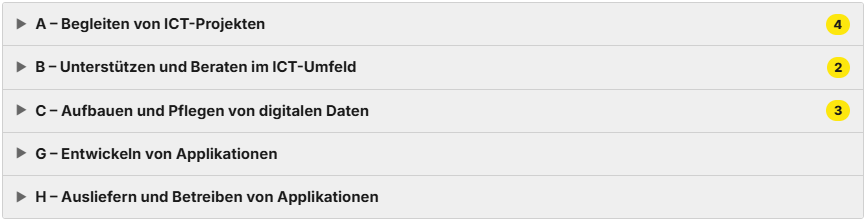 A – Begleiten von ICT-Projekten 4
B – Unterstützen und Beraten im ICT-Umfeld 2
C – Aufbauen und Pflegen von digitalen Daten 3
G – Entwickeln von Applikationen
H – Ausliefern und Betreiben von Applikationen